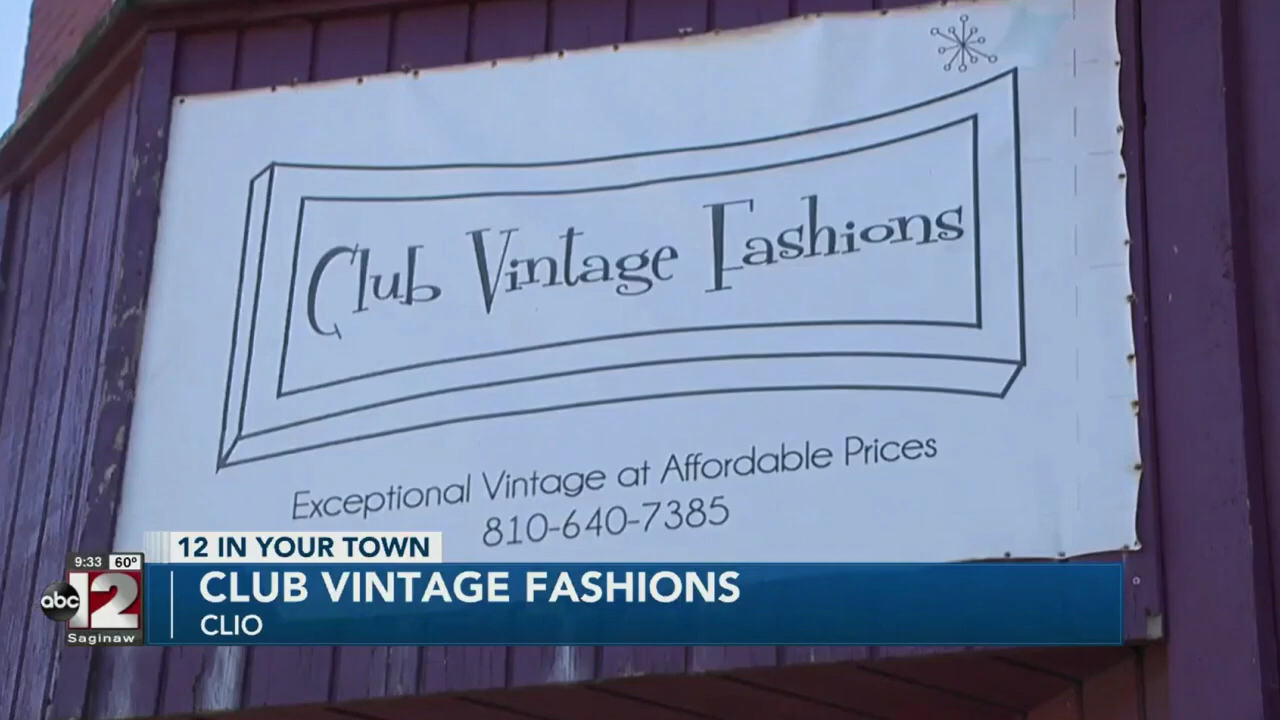 Club Vintage Fashions
Exceptional Vintage at Affordable Prices
810-640-7385
12 IN YOUR TOWN
9:33 60°
abc 12
Saginaw
CLUB VINTAGE FASHIONS
CLIO